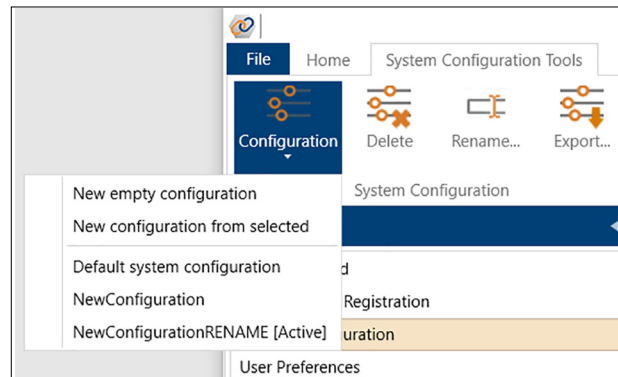 File Home System Configuration Tools
Configuration Delete Rename... Export...
System Configuration
New empty configuration
New configuration from selected
Default system configuration
d
NewConfiguration
Registration
NewConfigurationRENAME [Active]
uration
User Preferences